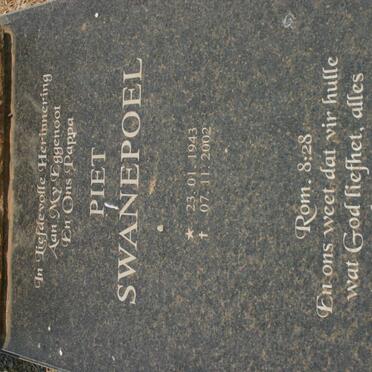 In Liefdevolle Herinnering
Aan My Eggenoot
En Ons Pappa
PIET
SWANEPOEL
★ 23. 01. 1943
† 07. 11. 2002
Rom. 8:28
En ons weet dat vir hulle
wat God liefhet, alles